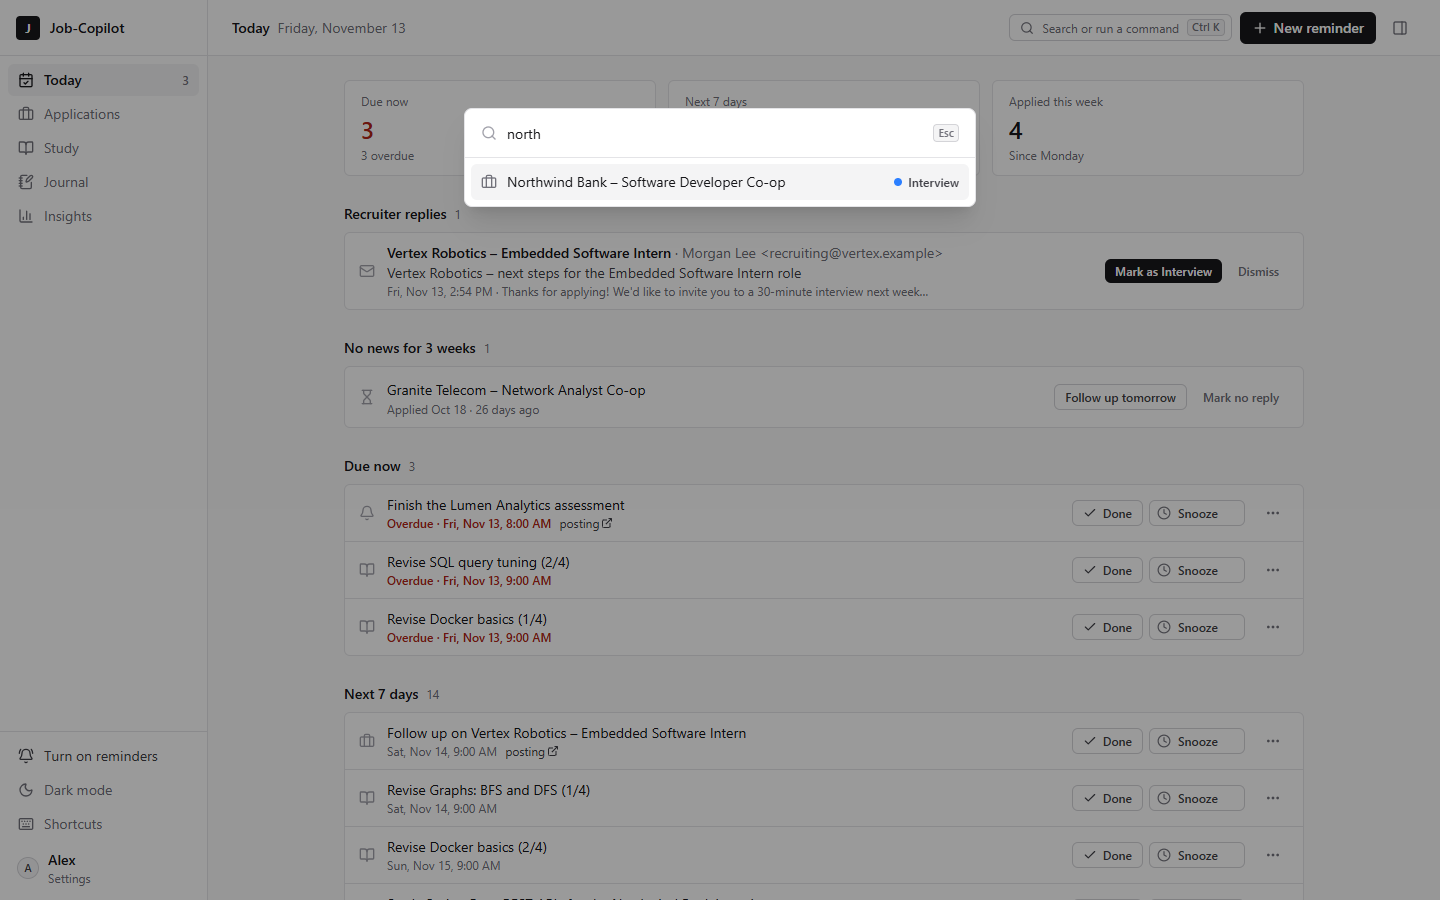 J Job-Copilot
Today Friday, November 13
Search or run a command Ctrl K
New reminder
Today 3
Applications
Study
Journal
Insights
Due now
3
3 overdue
Next 7 days
Applied this week
4
Since Monday
north Esc
Northwind Bank – Software Developer Co-op Interview
Recruiter replies 1
Vertex Robotics – Embedded Software Intern · Morgan Lee <recruiting@vertex.example>
Vertex Robotics – next steps for the Embedded Software Intern role
Fri, Nov 13, 2:54 PM · Thanks for applying! We'd like to invite you to a 30-minute interview next week...
Mark as Interview Dismiss
No news for 3 weeks 1
Granite Telecom – Network Analyst Co-op
Applied Oct 18 · 26 days ago
Follow up tomorrow Mark no reply
Due now 3
Finish the Lumen Analytics assessment
Overdue · Fri, Nov 13, 8:00 AM posting
Done Snooze
Revise SQL query tuning (2/4)
Overdue · Fri, Nov 13, 9:00 AM
Done Snooze
Revise Docker basics (1/4)
Overdue · Fri, Nov 13, 9:00 AM
Done Snooze
Next 7 days 14
Follow up on Vertex Robotics – Embedded Software Intern
Sat, Nov 14, 9:00 AM posting
Done Snooze
Revise Graphs: BFS and DFS (1/4)
Sat, Nov 14, 9:00 AM
Done Snooze
Revise Docker basics (2/4)
Sun, Nov 15, 9:00 AM
Done Snooze
Turn on reminders
Dark mode
Shortcuts
A Alex
Settings